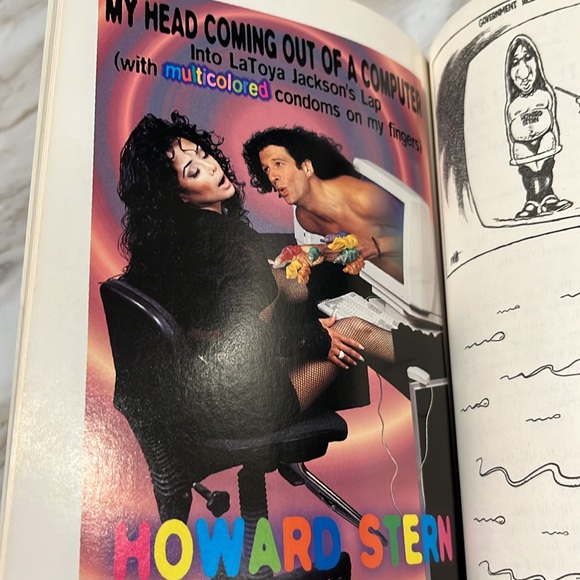 MY HEAD COMING OUT OF A COMPUTER
Into LaToya Jackson's Lap
(with multicolored condoms on my fingers)
HOWARD STERN
GOVERNMENT